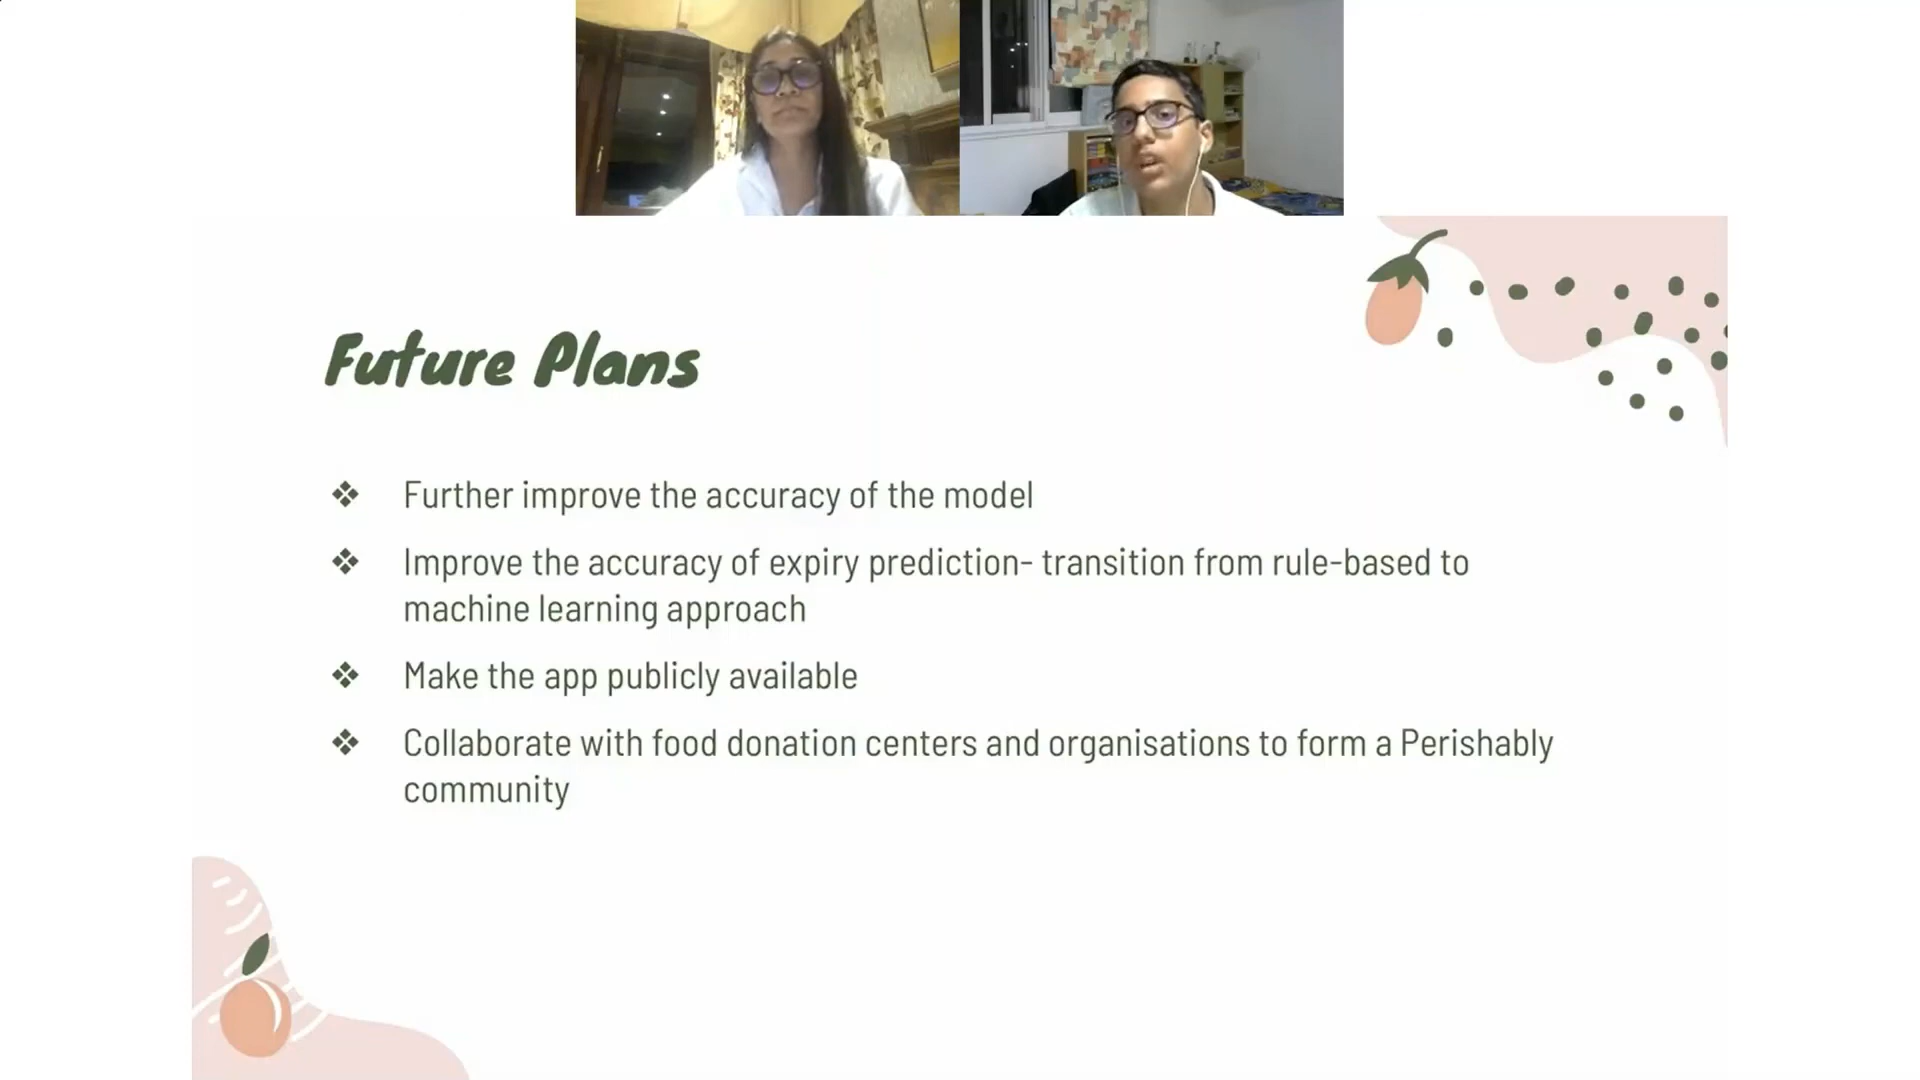 Future Plans
❖ Further improve the accuracy of the model
❖ Improve the accuracy of expiry prediction- transition from rule-based to
machine learning approach
❖ Make the app publicly available
❖ Collaborate with food donation centers and organisations to form a Perishably
community